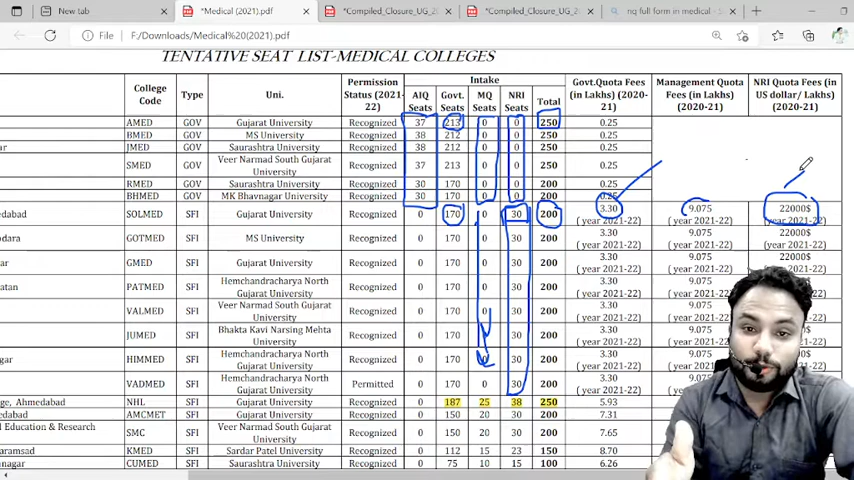 New tab
*Medical (2021).pdf
*Compiled_Closure_UG_
*Compiled_Closure_UG_2
nq full form in medical - S
File F:/Downloads/Medical%20(2021).pdf
TENTATIVE SEAT LIST-MEDICAL COLLEGES
College Code Type Uni. Permission Status (2021-22) Intake Govt.Quota Fees (in Lakhs) (2020-21) Management Quota Fees (in Lakhs) (2020-21) NRI Quota Fees (in US dollar/ Lakhs) (2020-21)
AIQ Seats Govt. Seats MQ Seats NRI Seats Total
AMED GOV Gujarat University Recognized 37 213 0 0 250 0.25
BMED GOV MS University Recognized 38 212 0 0 250 0.25
ar JMED GOV Saurashtra University Recognized 38 212 0 0 250 0.25
SMED GOV Veer Narmad South Gujarat University Recognized 37 213 0 0 250 0.25
RMED GOV Saurashtra University Recognized 30 170 0 0 200 0.25
BHMED GOV MK Bhavnagar University Recognized 30 170 0 0 200 0.25
edabad SOLMED SFI Gujarat University Recognized 0 170 0 30 200 3.30 ( year 2021-22) 9.075 ( year 2021-22) 22000$ (year 2021-22)
odara GOTMED SFI MS University Recognized 0 170 0 30 200 3.30 ( year 2021-22) 9.075 ( year 2021-22) 22000$ (year 2021-22)
ar GMED SFI Gujarat University Recognized 0 170 0 30 200 3.30 ( year 2021-22) 9.075 ( year 2021-22) 22000$
atan PATMED SFI Hemchandracharya North Gujarat University Recognized 0 170 0 30 200 3.30 ( year 2021-22) 9.075 ( year 2021-22)
VALMED SFI Veer Narmad South Gujarat University Recognized 0 170 0 30 200 3.30 ( year 2021-22) 9.075 ( year 2021-22)
JUMED SFI Bhakta Kavi Narsing Mehta University Recognized 0 170 0 30 200 3.30 ( year 2021-22) 9.075 ( year 2021-22)
agar HIMMED SFI Hemchandracharya North Gujarat University Recognized 0 170 0 30 200 3.30 ( year 2021-22) 9.075 ( year 2021-22)
VADMED SFI Hemchandracharya North Gujarat University Permitted 0 170 0 30 200 3.30 ( year 2021-22) 9.075 ( year 2021-22)
ge, Ahmedabad NHL SFI Gujarat University Recognized 0 187 25 38 250 5.93
edabad AMCMET SFI Gujarat University Recognized 0 150 20 30 200 7.31
al Education & Research SMC SFI Veer Narmad South Gujarat University Recognized 0 150 20 30 200 7.65
aramsad KMED SFI Sardar Patel University Recognized 0 112 15 23 150 8.70
nagar CUMED SFI Saurashtra University Recognized 0 75 10 15 100 6.26